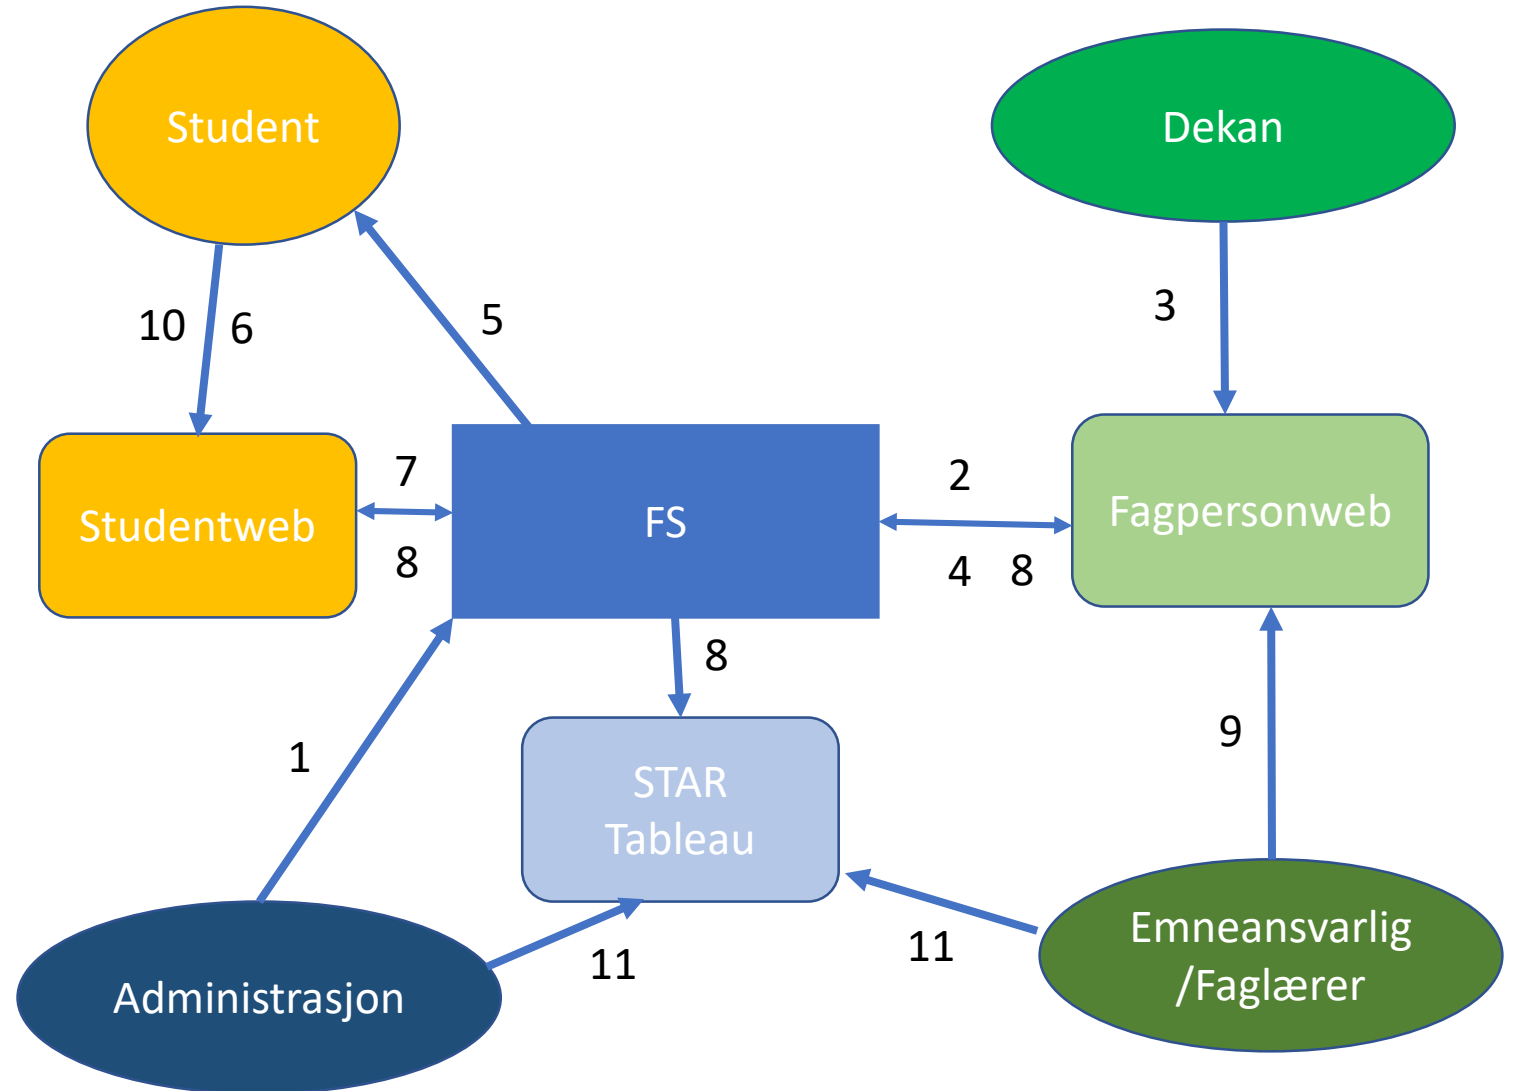 Student
Dekan
3
10
6
5
7
2
Studentweb
FS
Fagpersonweb
8
4
8
8
1
9
STAR
Tableau
11
11
Emneansvarlig
/Faglærer
Administrasjon